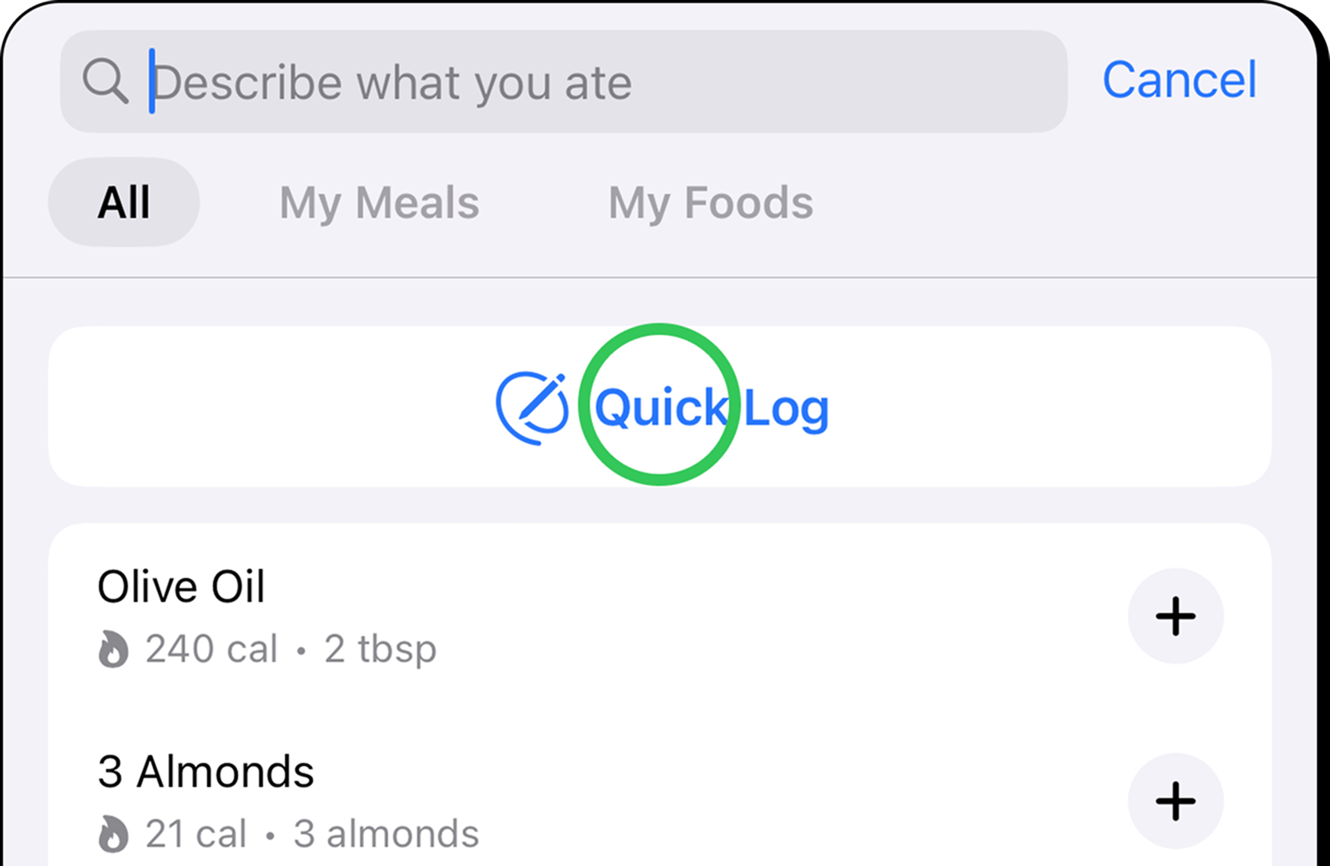 Describe what you ate
Cancel
All
My Meals
My Foods
Quick Log
Olive Oil
240 cal • 2 tbsp
3 Almonds
21 cal • 3 almonds